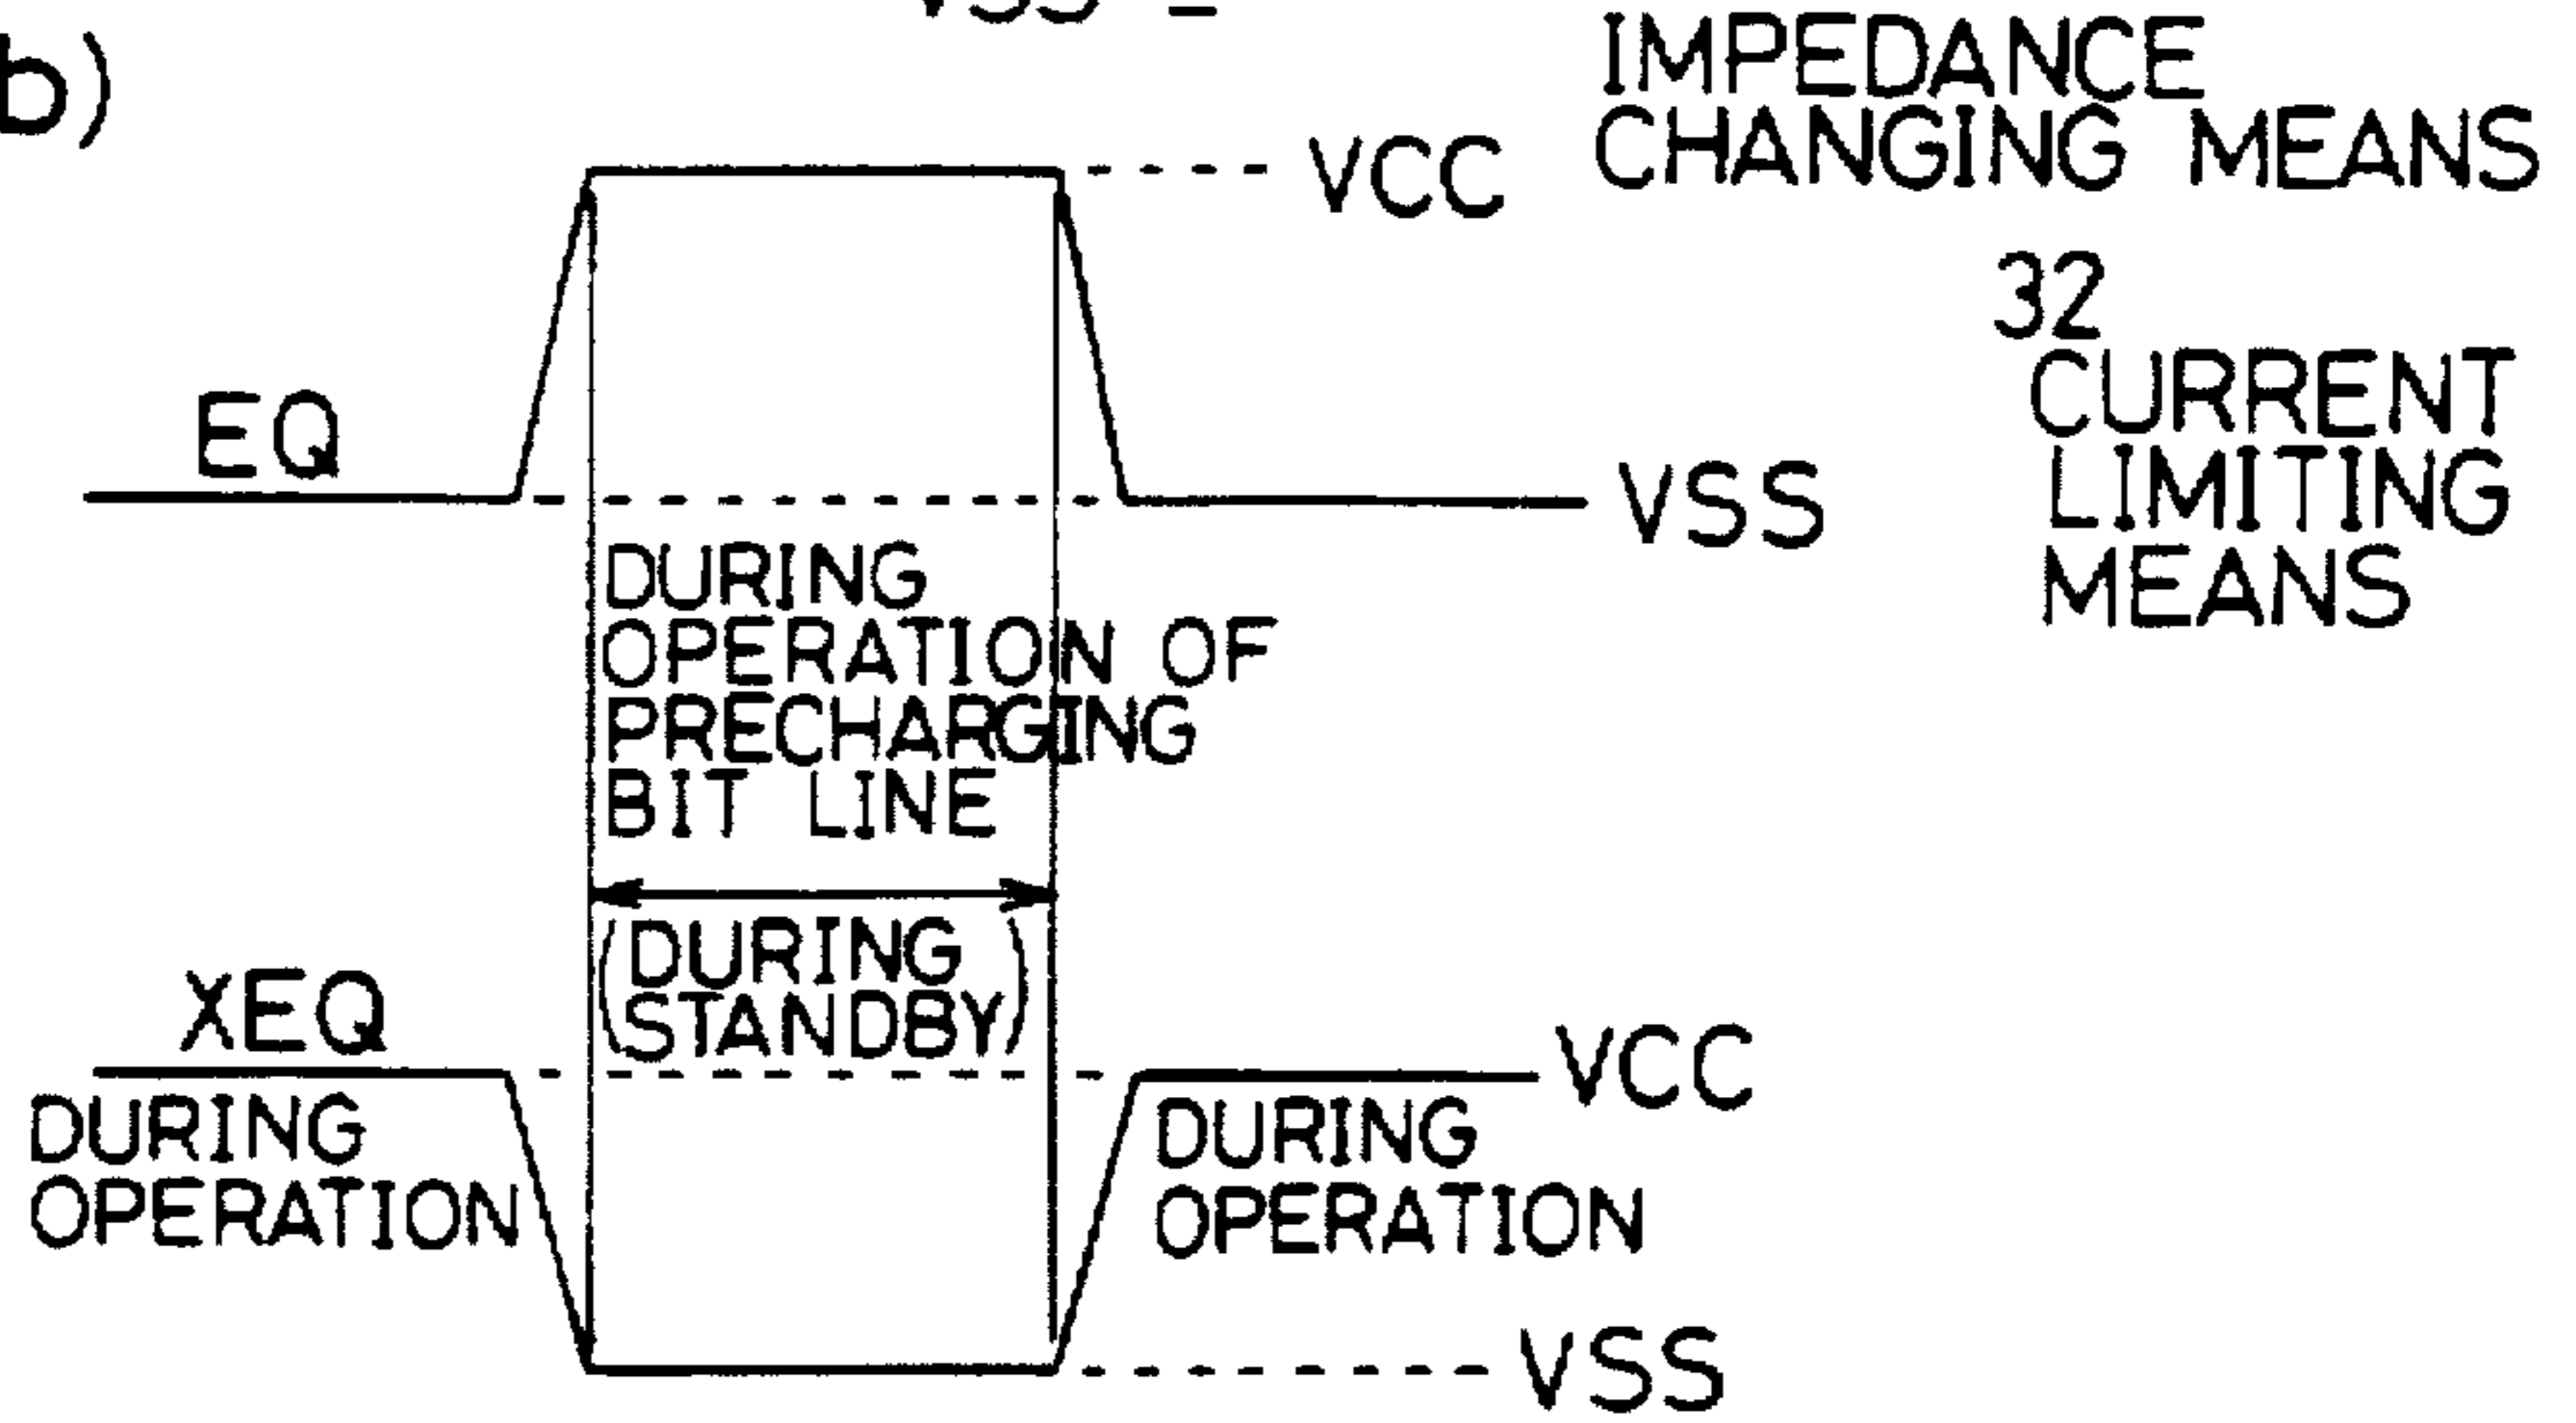 VSS
b)
IMPEDANCE
CHANGING MEANS
VCC
32
CURRENT
LIMITING
MEANS
EQ
VSS
DURING
OPERATION OF
PRECHARGING
BIT LINE
(DURING
STANDBY)
XEQ
VCC
DURING
OPERATION
DURING
OPERATION
VSS